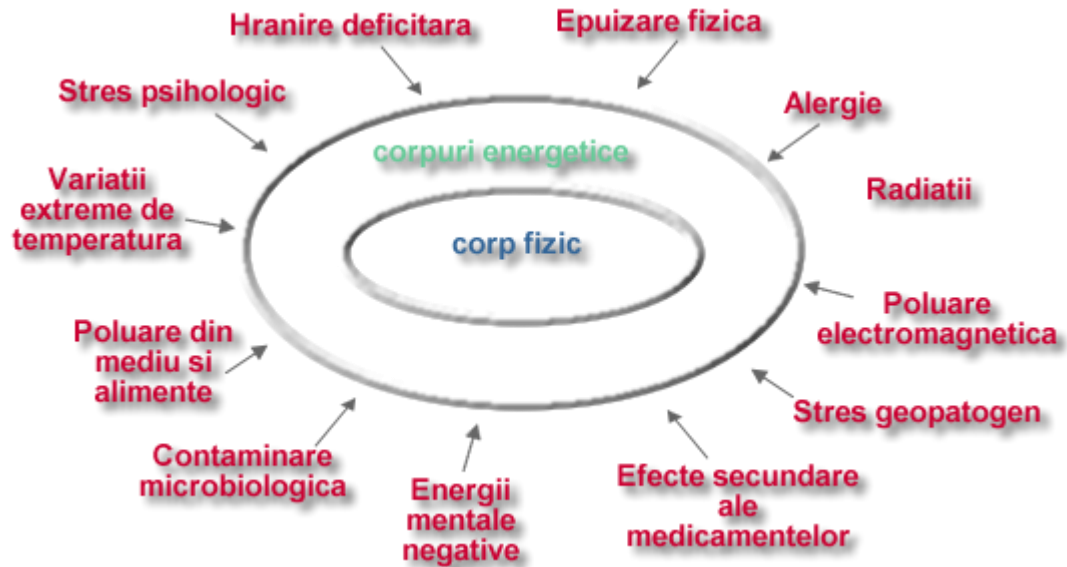 Hranire deficitara
Epuizare fizica
Stres psihologic
Alergie
corpuri energetice
Variatii
extreme de
temperatura
Radiatii
corp fizic
Poluare
electromagnetica
Poluare din
mediu si
alimente
Stres geopatogen
Contaminare
microbiologica
Energii
mentale
negative
Efecte secundare
ale
medicamentelor